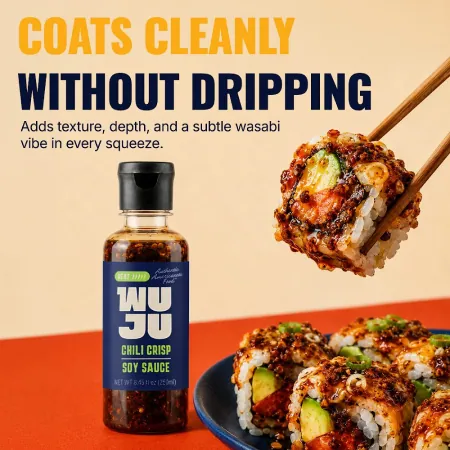 COATS CLEANLY
WITHOUT DRIPPING
Adds texture, depth, and a subtle wasabi
vibe in every squeeze.
WU
JU
CHILI CRISP
SOY SAUCE